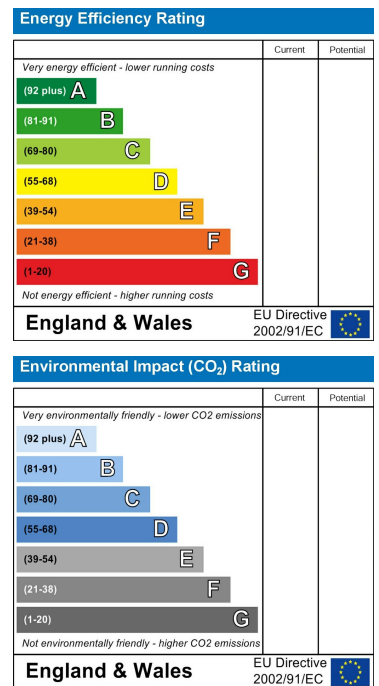 Energy Efficiency Rating
Current Potential
Very energy efficient - lower running costs
(92 plus) A
(81-91) B
(69-80) C
(55-68) D
(39-54) E
(21-38) F
(1-20) G
Not energy efficient - higher running costs
England & Wales EU Directive
2002/91/EC
Environmental Impact (CO₂) Rating
Current Potential
Very environmentally friendly - lower CO2 emissions
(92 plus) A
(81-91) B
(69-80) C
(55-68) D
(39-54) E
(21-38) F
(1-20) G
Not environmentally friendly - higher CO2 emissions
England & Wales EU Directive
2002/91/EC